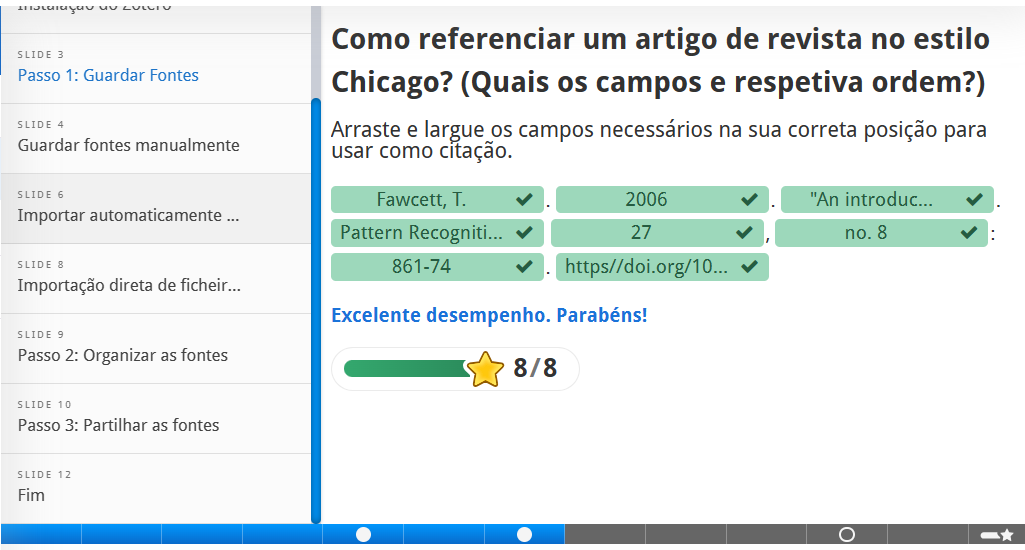 Instalação do Zotero
SLIDE 3
Passo 1: Guardar Fontes
SLIDE 4
Guardar fontes manualmente
SLIDE 6
Importar automaticamente ...
SLIDE 8
Importação direta de ficheir...
SLIDE 9
Passo 2: Organizar as fontes
SLIDE 10
Passo 3: Partilhar as fontes
SLIDE 12
Fim
Como referenciar um artigo de revista no estilo
Chicago? (Quais os campos e respetiva ordem?)
Arraste e largue os campos necessários na sua correta posição para
usar como citação.
Fawcett, T. . 2006 . "An introduc... .
Pattern Recogniti... 27 , no. 8 :
861-74 . https//doi.org/10...
Excelente desempenho. Parabéns!
8/8